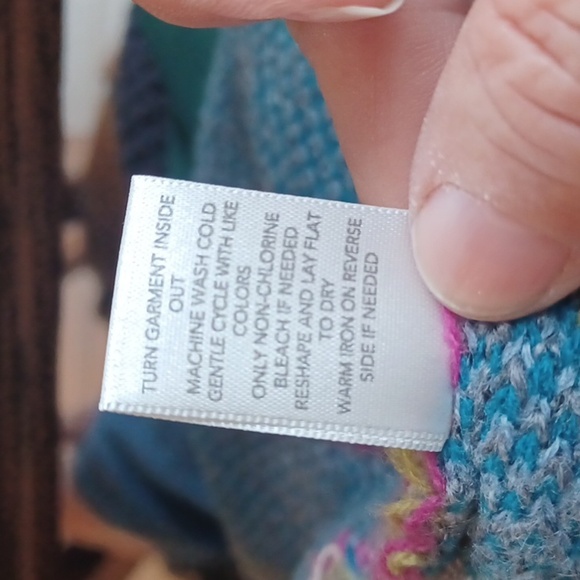 TURN GARMENT INSIDE
OUT
MACHINE WASH COLD
GENTLE CYCLE WITH LIKE
COLORS
ONLY NON-CHLORINE
BLEACH IF NEEDED
RESHAPE AND LAY FLAT
TO DRY
WARM IRON ON REVERSE
SIDE IF NEEDED